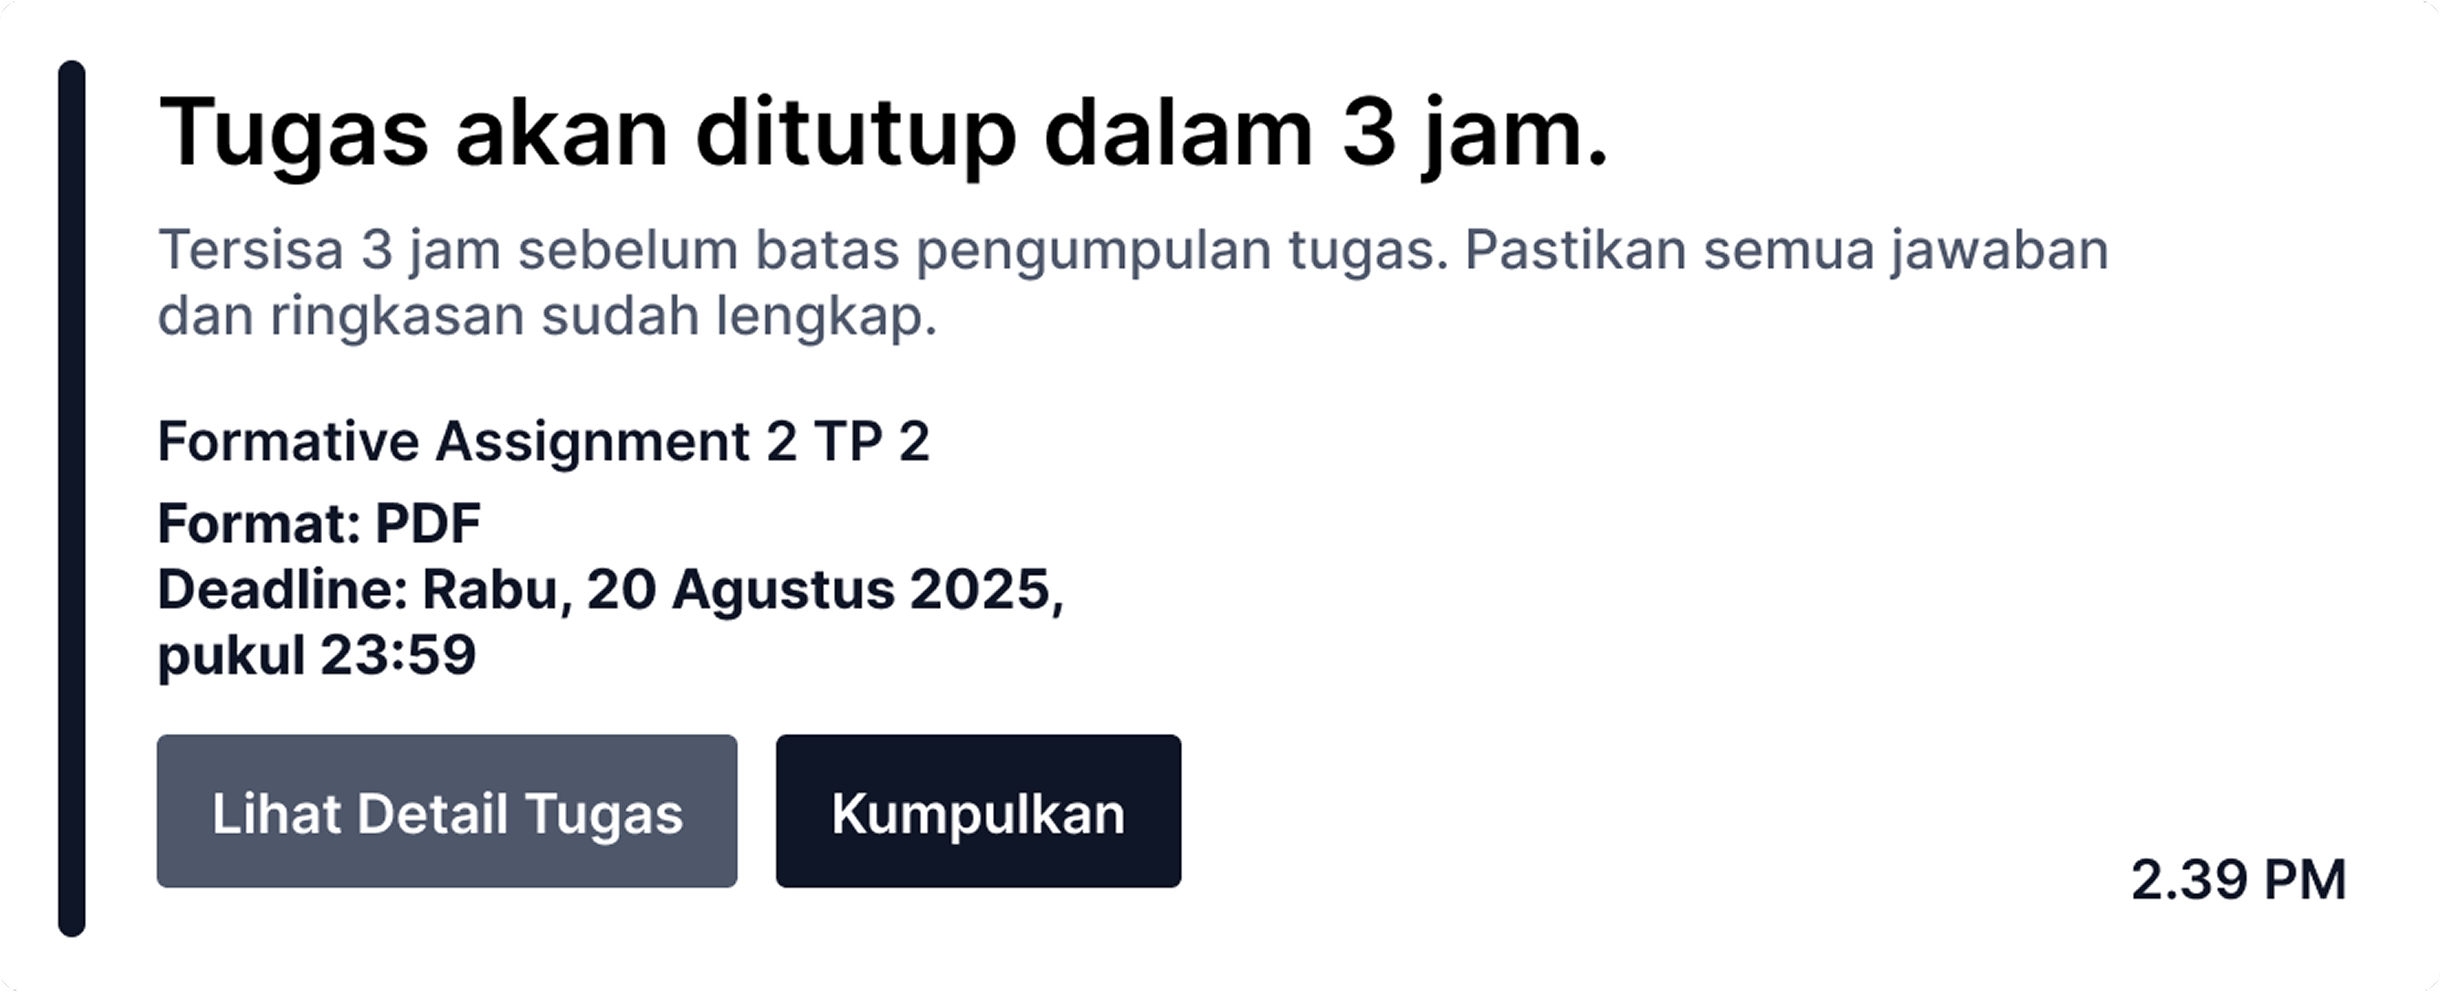 Tugas akan ditutup dalam 3 jam.
Tersisa 3 jam sebelum batas pengumpulan tugas. Pastikan semua jawaban
dan ringkasan sudah lengkap.
Formative Assignment 2 TP 2
Format: PDF
Deadline: Rabu, 20 Agustus 2025,
pukul 23:59
Lihat Detail Tugas
Kumpulkan
2.39 PM